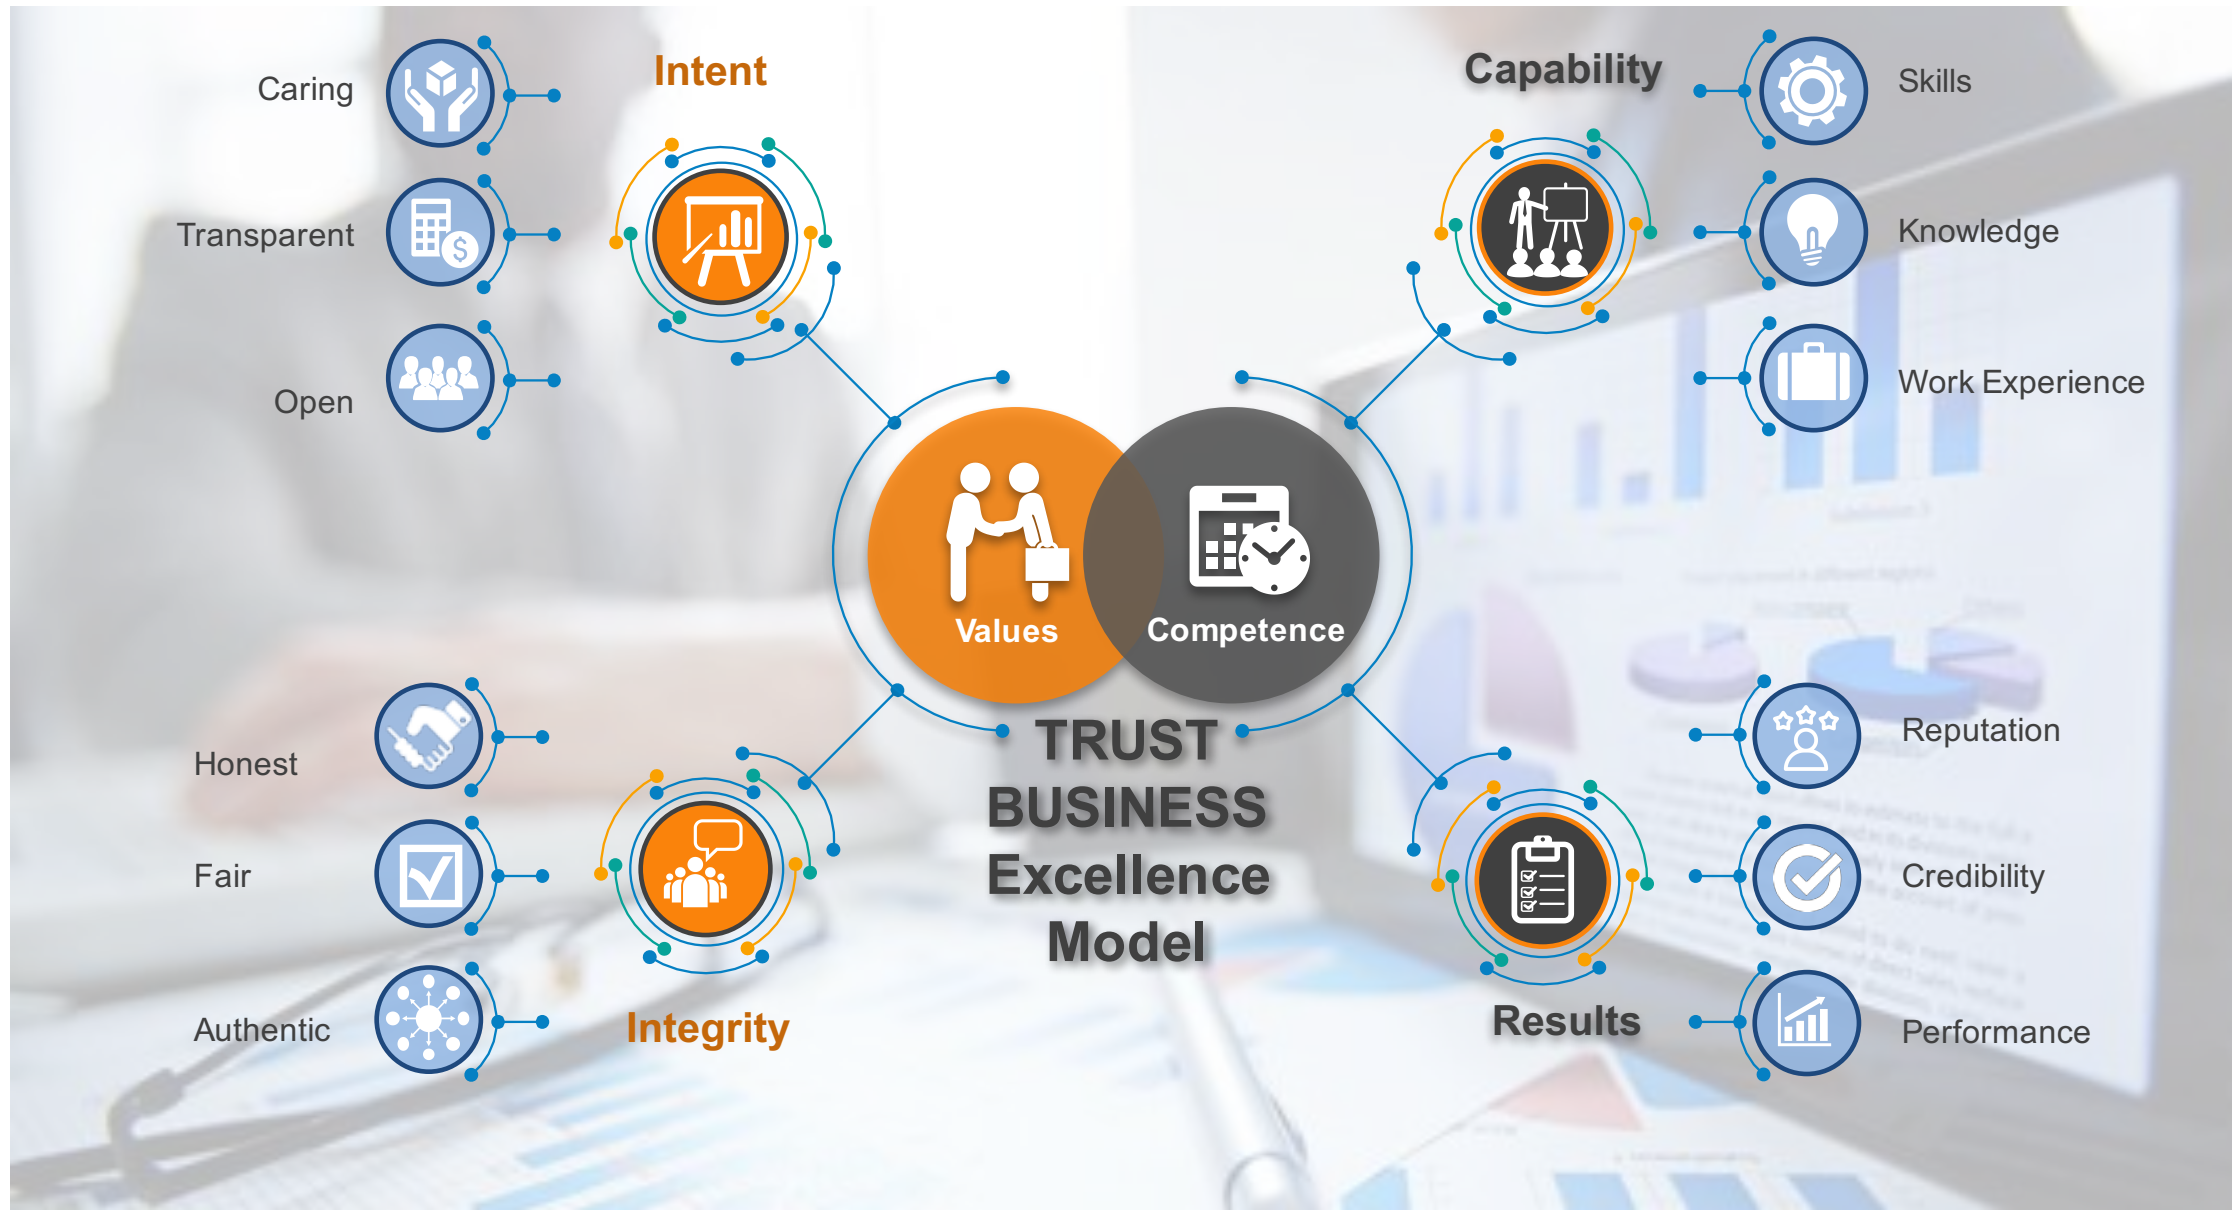 Intent
Caring
Transparent
Open
Capability
Skills
Knowledge
Work Experience
Values
Competence
TRUST
BUSINESS
Excellence
Model
Honest
Fair
Authentic
Integrity
Reputation
Credibility
Performance
Results